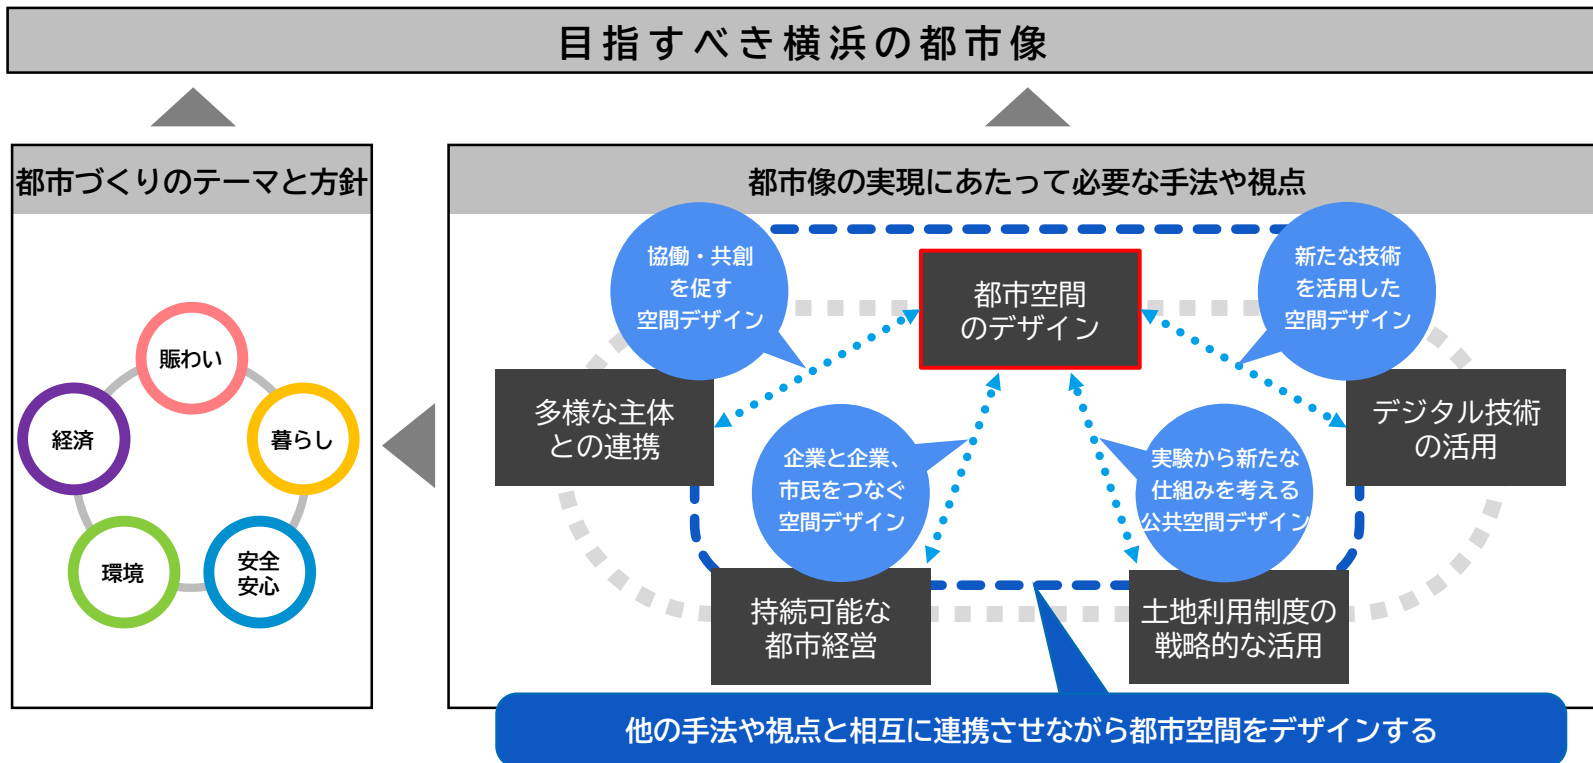 目指すべき横浜の都市像
都市づくりのテーマと方針
賑わい
経済
暮らし
環境
安全
安心
都市像の実現にあたって必要な手法や視点
協働・共創
を促す
空間デザイン
都市空間
のデザイン
新たな技術
を活用した
空間デザイン
多様な主体
との連携
デジタル技術
の活用
企業と企業、
市民をつなぐ
空間デザイン
実験から新たな
仕組みを考える
公共空間デザイン
持続可能な
都市経営
土地利用制度の
戦略的な活用
他の手法や視点と相互に連携させながら都市空間をデザインする